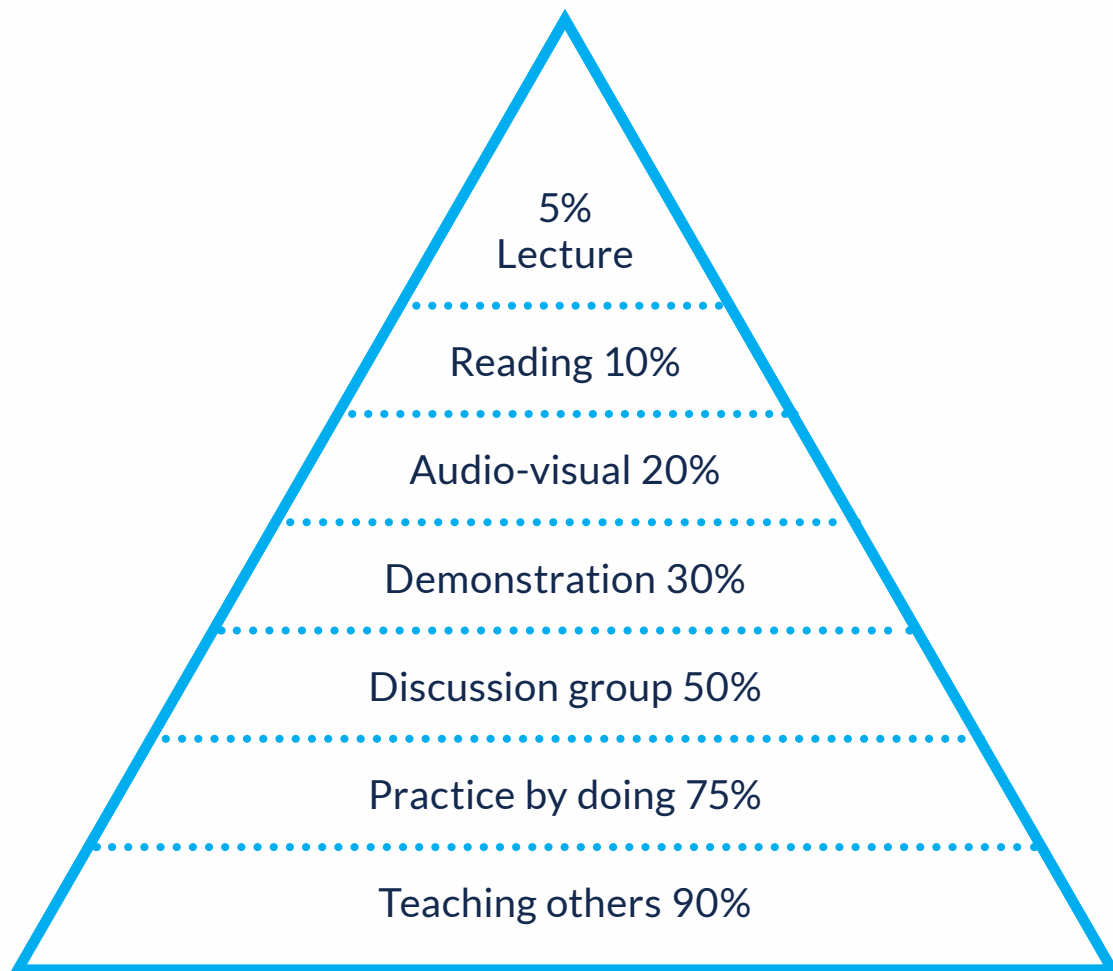 5%
Lecture
Reading 10%
Audio-visual 20%
Demonstration 30%
Discussion group 50%
Practice by doing 75%
Teaching others 90%